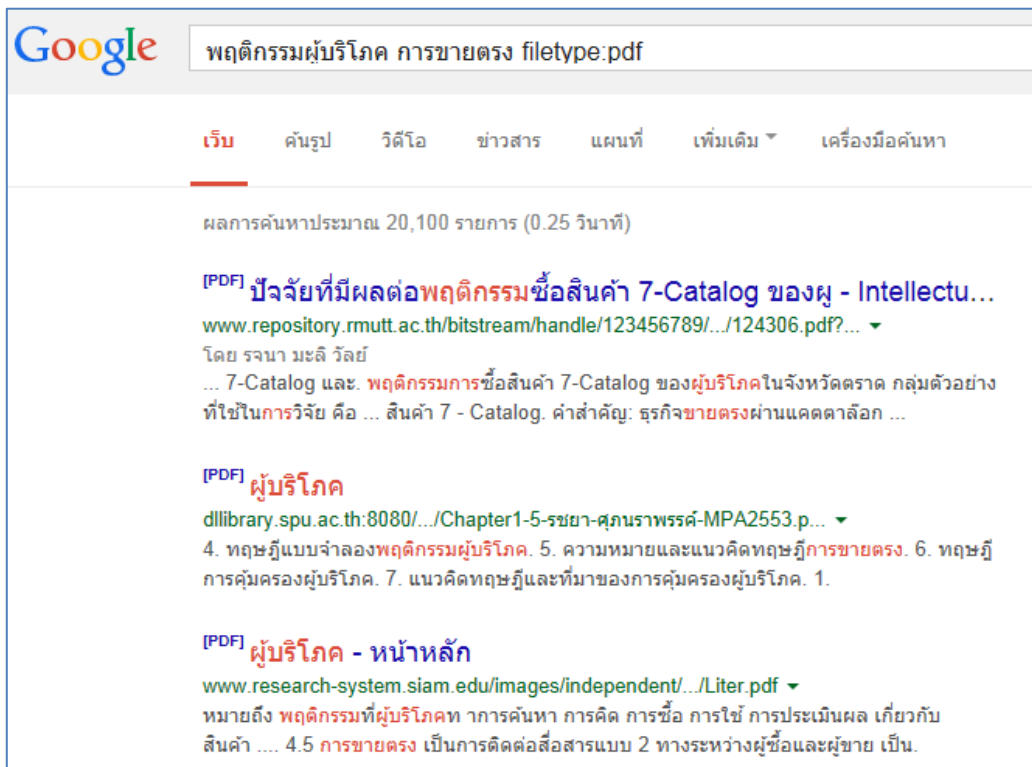 Google
พฤติกรรมผู้บริโภค การขายตรง filetype:pdf
เว็บ ค้นรูป วิดีโอ ข่าวสาร แผนที่ เพิ่มเติม เครื่องมือค้นหา
ผลการค้นหาประมาณ 20,100 รายการ (0.25 วินาที)
[PDF] ปัจจัยที่มีผลต่อพฤติกรรมซื้อสินค้า 7-Catalog ของผู - Intellectu...
www.repository.rmutt.ac.th/bitstream/handle/123456789/.../124306.pdf?...
โดย รจนา มะลิ วัลย์
... 7-Catalog และ. พฤติกรรมการซื้อสินค้า 7-Catalog ของผู้บริโภคในจังหวัดตราด กลุ่มตัวอย่าง
ที่ใช้ในการวิจัย คือ ... สินค้า 7 - Catalog. คําสําคัญ: ธุรกิจขายตรงผ่านแคตตาล๊อก ...
[PDF] ผู้บริโภค
dllibrary.spu.ac.th:8080/.../Chapter1-5-รชยา-ศุภนราพรรค์-MPA2553.p...
4. ทฤษฎีแบบจำลองพฤติกรรมผู้บริโภค. 5. ความหมายและแนวคิดทฤษฎีการขายตรง. 6. ทฤษฎี
การคุ้มครองผู้บริโภค. 7. แนวคิดทฤษฎีและที่มาของการคุ้มครองผู้บริโภค. 1.
[PDF] ผู้บริโภค - หน้าหลัก
www.research-system.siam.edu/images/independent/.../Liter.pdf
หมายถึง พฤติกรรมที่ผู้บริโภคท าการค้นหา การคิด การซื้อ การใช้ การประเมินผล เกี่ยวกับ
สินค้า .... 4.5 การขายตรง เป็นการติดต่อสื่อสารแบบ 2 ทางระหว่างผู้ซื้อและผู้ขาย เป็น.